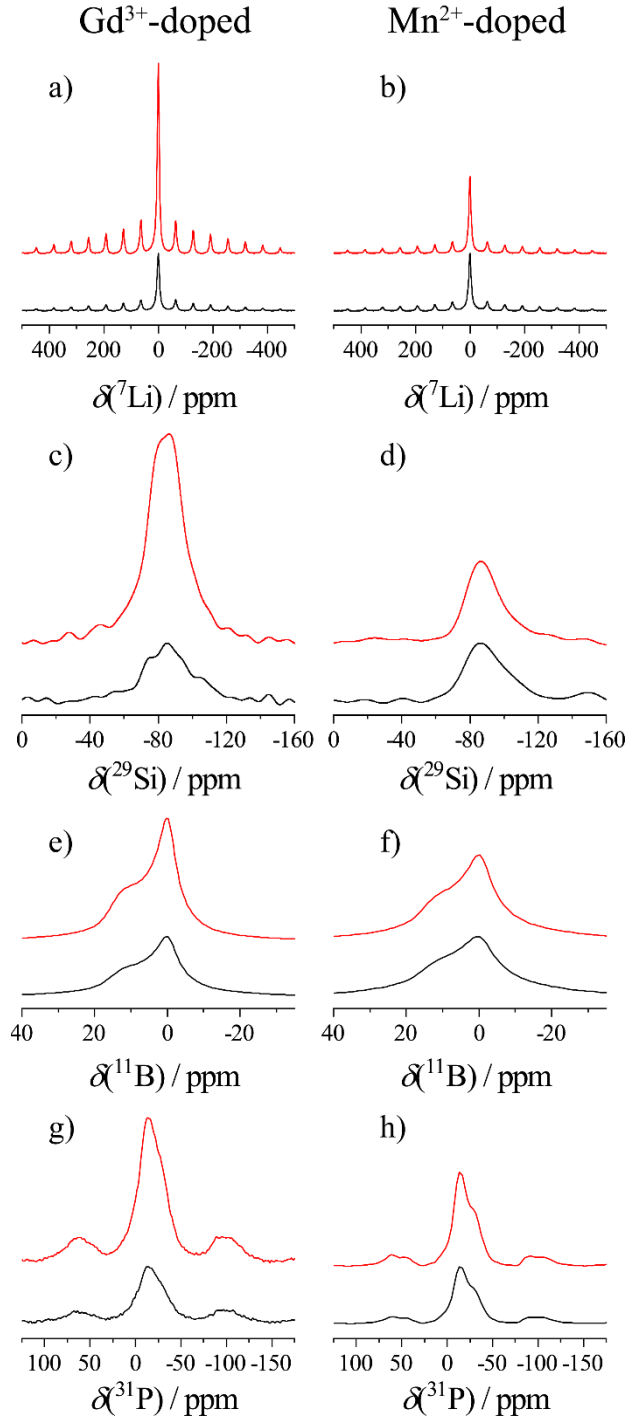 Gd³⁺-doped Mn²⁺-doped
a) b)
400 200 0 -200 -400 400 200 0 -200 -400
δ(⁷Li) / ppm δ(⁷Li) / ppm
c) d)
0 -40 -80 -120 -160 0 -40 -80 -120 -160
δ(²⁹Si) / ppm δ(²⁹Si) / ppm
e) f)
40 20 0 -20 40 20 0 -20
δ(¹¹B) / ppm δ(¹¹B) / ppm
g) h)
100 50 0 -50 -100 -150 100 50 0 -50 -100 -150
δ(³¹P) / ppm δ(³¹P) / ppm